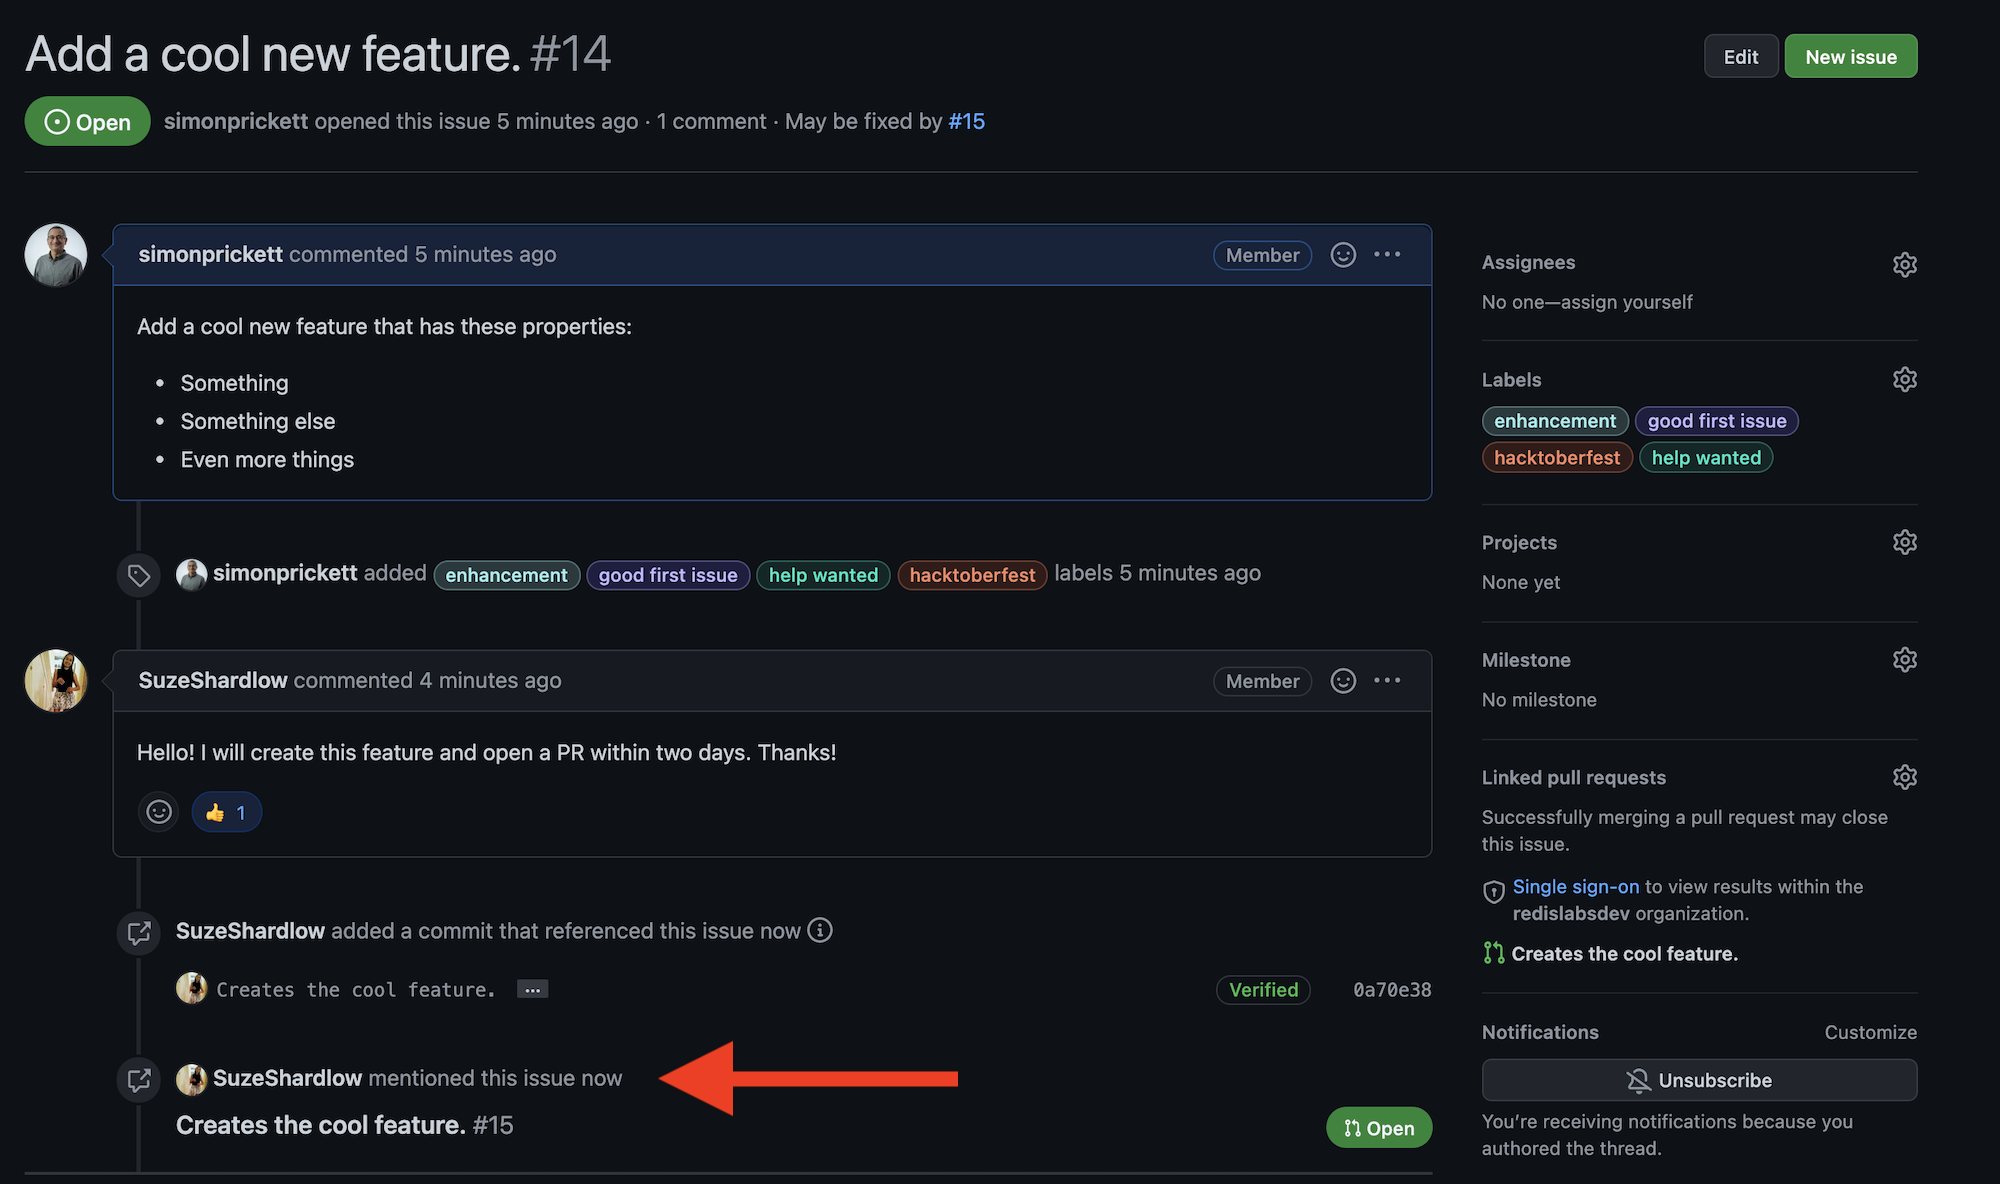 Add a cool new feature. #14
Edit
New issue
Open
simonprickett opened this issue 5 minutes ago · 1 comment · May be fixed by #15
simonprickett commented 5 minutes ago
Member
Add a cool new feature that has these properties:
• Something
• Something else
• Even more things
simonprickett added enhancement good first issue help wanted hacktoberfest labels 5 minutes ago
SuzeShardlow commented 4 minutes ago
Member
Hello! I will create this feature and open a PR within two days. Thanks!
👍 1
SuzeShardlow added a commit that referenced this issue now
Creates the cool feature. ...
Verified
0a70e38
SuzeShardlow mentioned this issue now
Creates the cool feature. #15
Open
Assignees
No one—assign yourself
Labels
enhancement good first issue
hacktoberfest help wanted
Projects
None yet
Milestone
No milestone
Linked pull requests
Successfully merging a pull request may close
this issue.
Single sign-on to view results within the
redislabsdev organization.
Creates the cool feature.
Notifications
Customize
Unsubscribe
You’re receiving notifications because you
authored the thread.